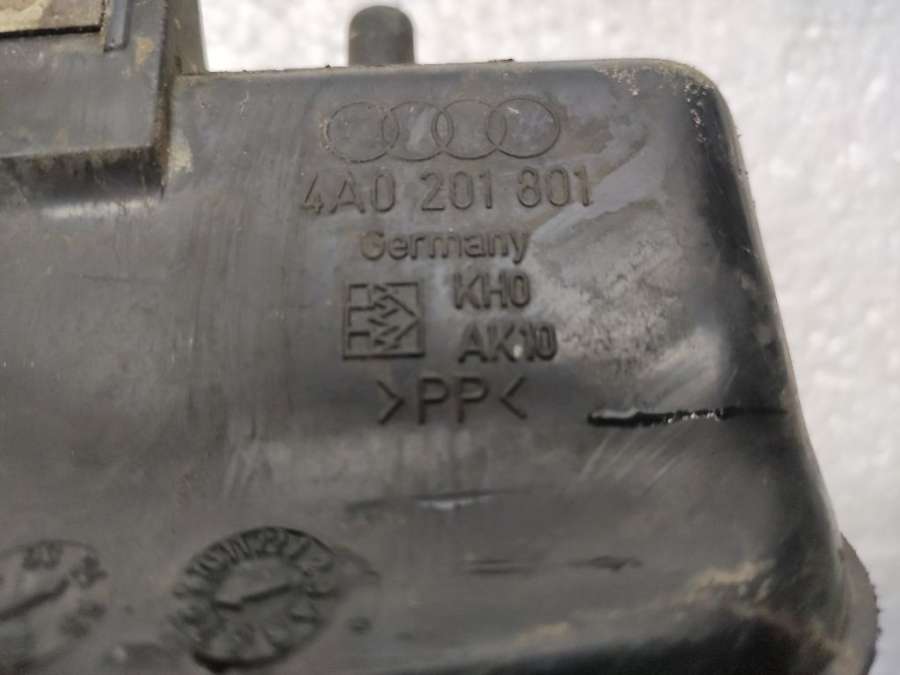 4A0 201 801
Germany
KH0
AK10
>PP<